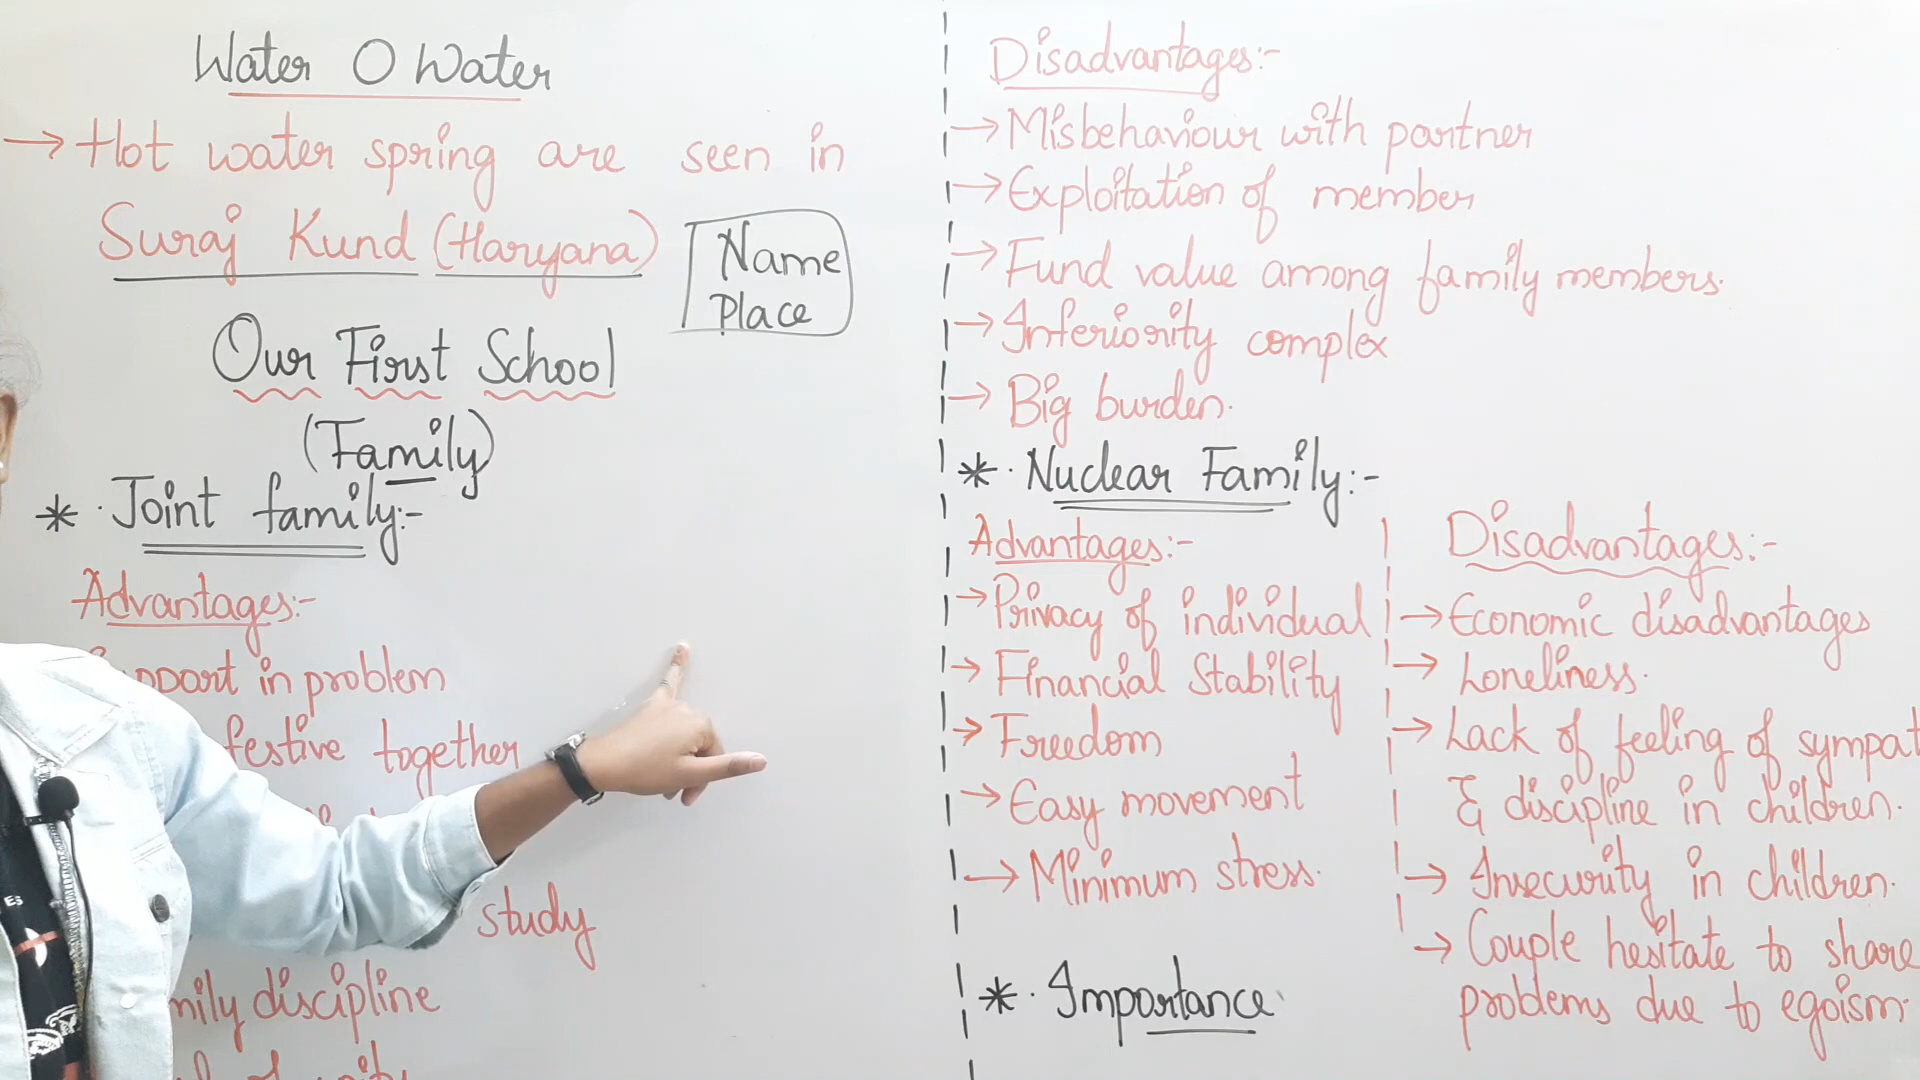 Water O Water
→ Hot water spring are seen in
Suraj Kund (Haryana)
Name
Place
Our First School
(Family)
* · Joint family:-
Advantages:-
in problem
festive together
study
discipline
Disadvantages:-
→ Misbehaviour with partner
→ Exploitation of member
→ Fund value among family members.
→ Inferiority complex
→ Big burden.
* · Nuclear Family:-
Advantages:-
→ Privacy of individual
→ Financial Stability
→ Freedom
→ Easy movement
→ Minimum stress.
Disadvantages:-
→ Economic disadvantages
→ Loneliness.
→ Lack of feeling of sympat
& discipline in children.
→ Insecurity in children.
→ Couple hesitate to share
problems due to egoism.
* · Importance